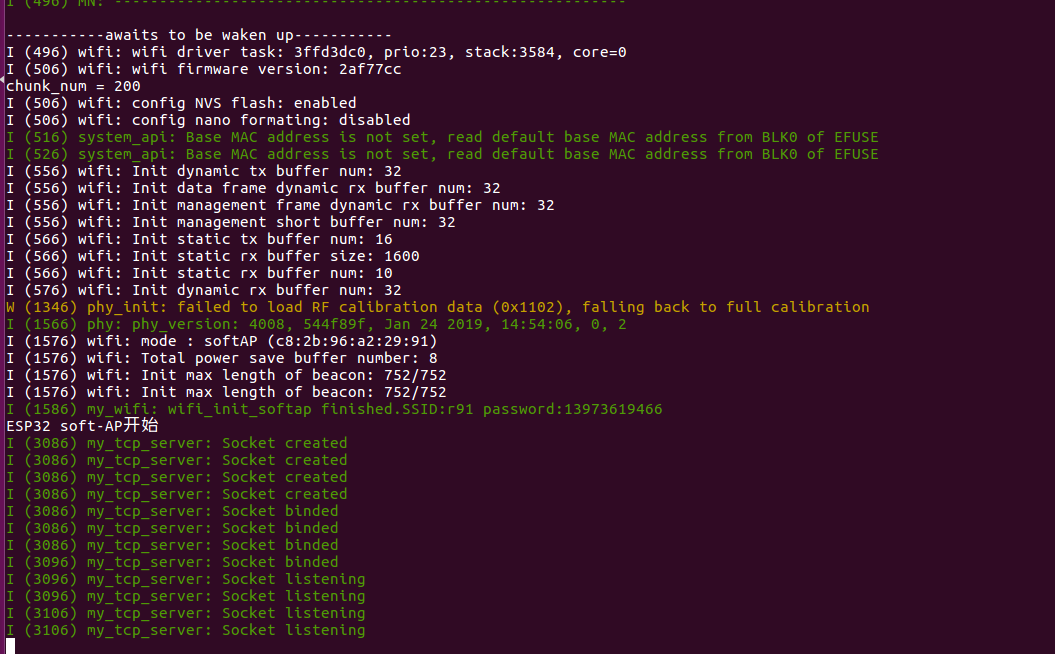 I (496) MN: ---------------------------------------------------------
-----------awaits to be waken up-----------
I (496) wifi: wifi driver task: 3ffd3dc0, prio:23, stack:3584, core=0
I (506) wifi: wifi firmware version: 2af77cc
chunk_num = 200
I (506) wifi: config NVS flash: enabled
I (506) wifi: config nano formating: disabled
I (516) system_api: Base MAC address is not set, read default base MAC address from BLK0 of EFUSE
I (526) system_api: Base MAC address is not set, read default base MAC address from BLK0 of EFUSE
I (556) wifi: Init dynamic tx buffer num: 32
I (556) wifi: Init data frame dynamic rx buffer num: 32
I (556) wifi: Init management frame dynamic rx buffer num: 32
I (556) wifi: Init management short buffer num: 32
I (566) wifi: Init static tx buffer num: 16
I (566) wifi: Init static rx buffer size: 1600
I (566) wifi: Init static rx buffer num: 10
I (576) wifi: Init dynamic rx buffer num: 32
W (1346) phy_init: failed to load RF calibration data (0x1102), falling back to full calibration
I (1566) phy: phy_version: 4008, 544f89f, Jan 24 2019, 14:54:06, 0, 2
I (1576) wifi: mode : softAP (c8:2b:96:a2:29:91)
I (1576) wifi: Total power save buffer number: 8
I (1576) wifi: Init max length of beacon: 752/752
I (1576) wifi: Init max length of beacon: 752/752
I (1586) my_wifi: wifi_init_softap finished.SSID:r91 password:13973619466
ESP32 soft-AP开始
I (3086) my_tcp_server: Socket created
I (3086) my_tcp_server: Socket created
I (3086) my_tcp_server: Socket created
I (3086) my_tcp_server: Socket created
I (3086) my_tcp_server: Socket binded
I (3086) my_tcp_server: Socket binded
I (3086) my_tcp_server: Socket binded
I (3096) my_tcp_server: Socket binded
I (3096) my_tcp_server: Socket listening
I (3096) my_tcp_server: Socket listening
I (3106) my_tcp_server: Socket listening
I (3106) my_tcp_server: Socket listening